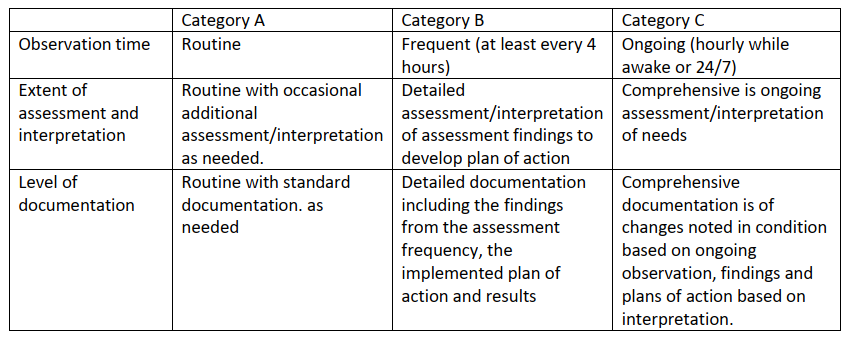 Category A
Category B
Category C
Observation time
Routine
Frequent (at least every 4
hours)
Ongoing (hourly while
awake or 24/7)
Extent of
assessment and
interpretation
Routine with occasional
additional
assessment/interpretation
as needed.
Detailed
assessment/interpretation
of assessment findings to
develop plan of action
Comprehensive is ongoing
assessment/interpretation
of needs
Level of
documentation
Routine with standard
documentation. as
needed
Detailed documentation
including the findings
from the assessment
frequency, the
implemented plan of
action and results
Comprehensive
documentation is of
changes noted in condition
based on ongoing
observation, findings and
plans of action based on
interpretation.